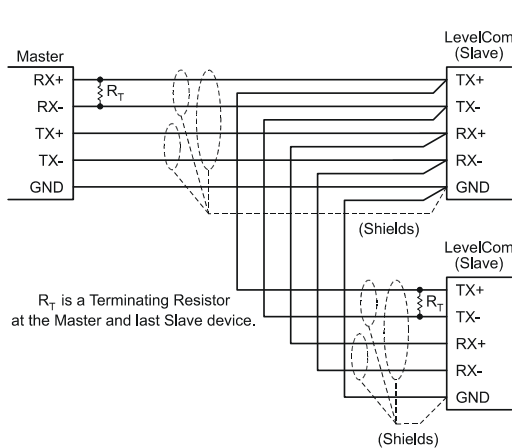 Master
RX+
RX-
TX+
TX-
GND
RT
LevelCom
(Slave)
TX+
TX-
RX+
RX-
GND
(Shields)
RT is a Terminating Resistor
at the Master and last Slave device.
LevelCom
(Slave)
TX+
TX-
RX+
RX-
GND
RT
(Shields)